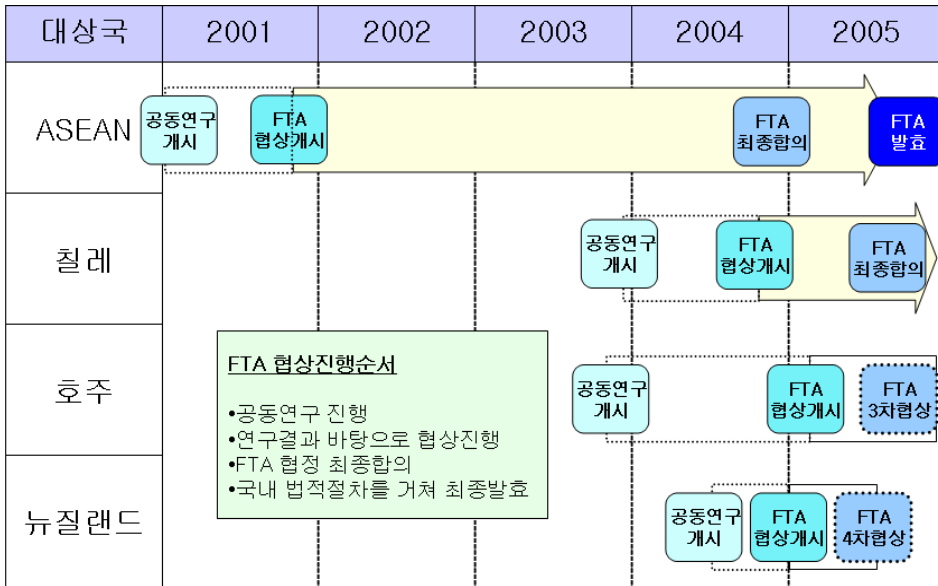 대상국 2001 2002 2003 2004 2005
ASEAN
공동연구
개시
FTA
협상개시
FTA
최종합의
FTA
발효
칠레
공동연구
개시
FTA
협상개시
FTA
최종합의
호주
공동연구
개시
FTA
협상개시
FTA
3차협상
뉴질랜드
공동연구
개시
FTA
협상개시
FTA
4차협상
FTA 협상진행순서
•공동연구 진행
•연구결과 바탕으로 협상진행
•FTA 협정 최종합의
•국내 법적절차를 거쳐 최종발효